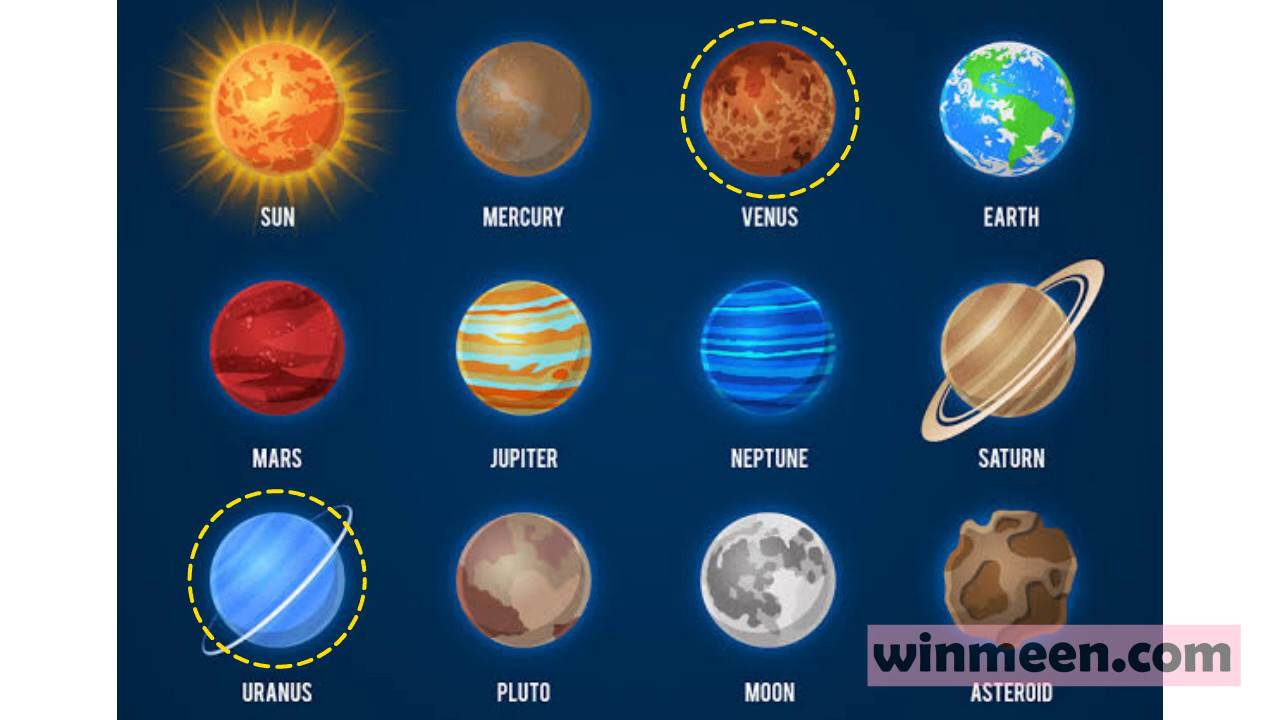 SUN
MERCURY
VENUS
EARTH
MARS
JUPITER
NEPTUNE
SATURN
URANUS
PLUTO
MOON
winmeen.com
ASTEROID